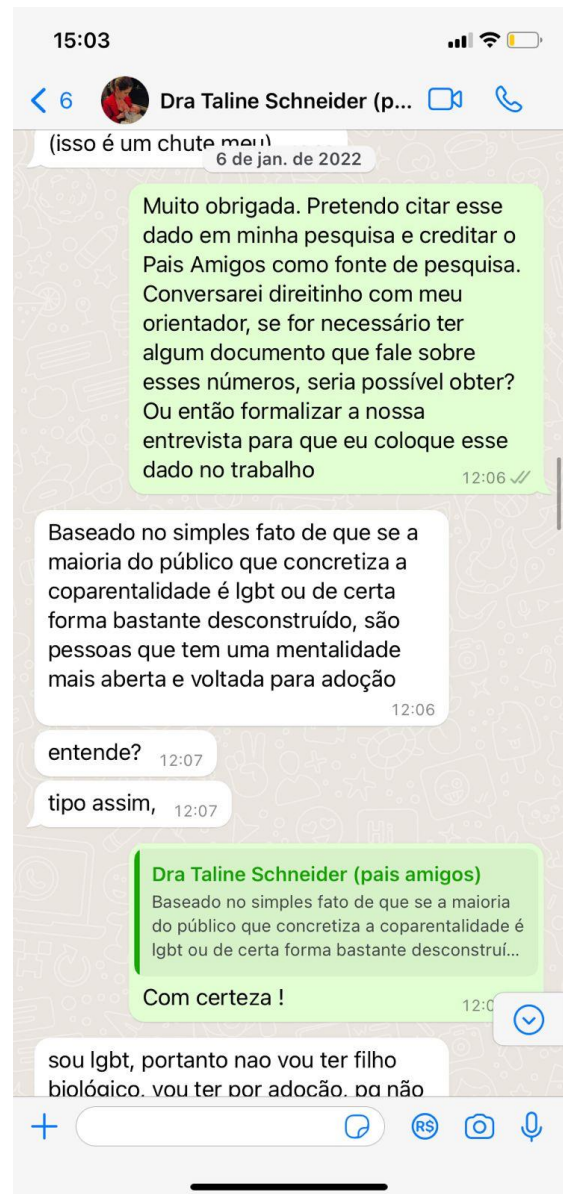 15:03
6 Dra Taline Schneider (p...
(isso é um chute meu)
6 de jan. de 2022
Muito obrigada. Pretendo citar esse
dado em minha pesquisa e creditar o
Pais Amigos como fonte de pesquisa.
Conversarei direitinho com meu
orientador, se for necessário ter
algum documento que fale sobre
esses números, seria possível obter?
Ou então formalizar a nossa
entrevista para que eu coloque esse
dado no trabalho
12:06
Baseado no simples fato de que se a
maioria do público que concretiza a
coparentalidade é lgbt ou de certa
forma bastante desconstruído, são
pessoas que tem uma mentalidade
mais aberta e voltada para adoção
12:06
entende? 12:07
tipo assim, 12:07
Dra Taline Schneider (pais amigos)
Baseado no simples fato de que se a maioria
do público que concretiza a coparentalidade é
lgbt ou de certa forma bastante desconstruí...
Com certeza !
sou lgbt, portanto nao vou ter filho
biológico, vou ter por adoção, pq não
R$